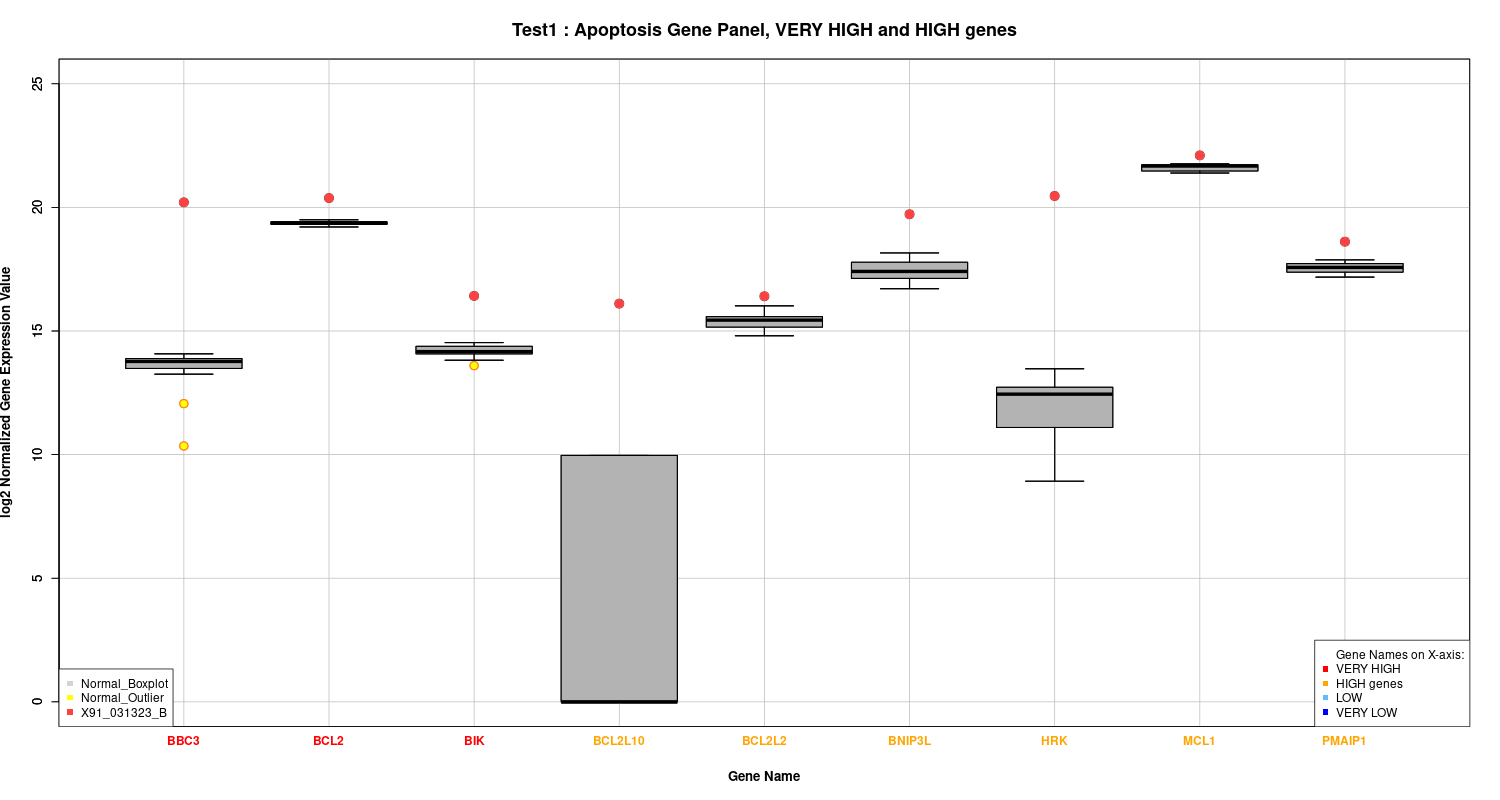 Test1 : Apoptosis Gene Panel, VERY HIGH and HIGH genes
log2 Normalized Gene Expression Value
25
20
15
10
5
0
Normal_Boxplot
Normal_Outlier
X91_031323_B
Gene Names on X-axis:
VERY HIGH
HIGH genes
LOW
VERY LOW
BBC3 BCL2 BIK BCL2L10 BCL2L2 BNIP3L HRK MCL1 PMAIP1
Gene Name